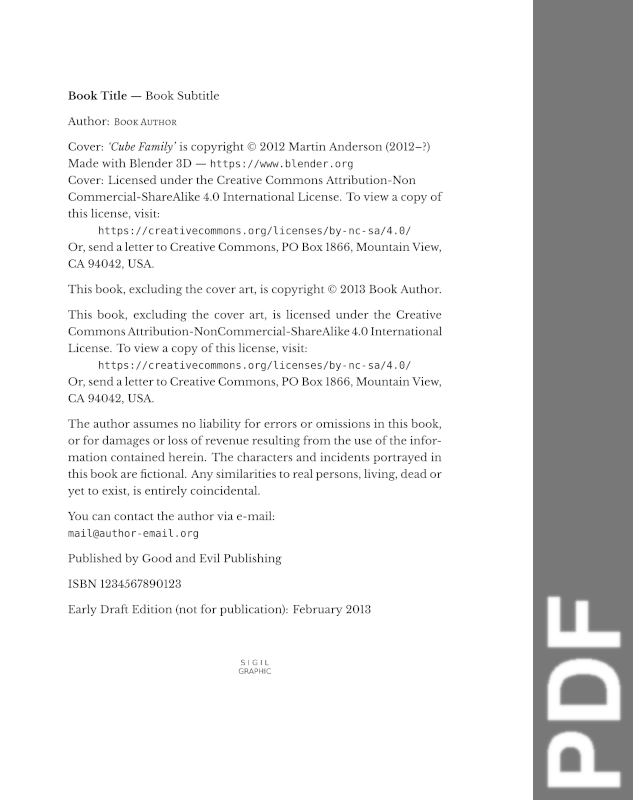 Book Title — Book Subtitle
Author: Book Author
Cover: ‘Cube Family’ is copyright © 2012 Martin Anderson (2012–?)
Made with Blender 3D — https://www.blender.org
Cover: Licensed under the Creative Commons Attribution-Non
Commercial-ShareAlike 4.0 International License. To view a copy of
this license, visit:
https://creativecommons.org/licenses/by-nc-sa/4.0/
Or, send a letter to Creative Commons, PO Box 1866, Mountain View,
CA 94042, USA.
This book, excluding the cover art, is copyright © 2013 Book Author.
This book, excluding the cover art, is licensed under the Creative
Commons Attribution-NonCommercial-ShareAlike 4.0 International
License. To view a copy of this license, visit:
https://creativecommons.org/licenses/by-nc-sa/4.0/
Or, send a letter to Creative Commons, PO Box 1866, Mountain View,
CA 94042, USA.
The author assumes no liability for errors or omissions in this book,
or for damages or loss of revenue resulting from the use of the infor-
mation contained herein. The characters and incidents portrayed in
this book are fictional. Any similarities to real persons, living, dead or
yet to exist, is entirely coincidental.
You can contact the author via e-mail:
mail@author-email.org
Published by Good and Evil Publishing
ISBN 1234567890123
Early Draft Edition (not for publication): February 2013
SIGIL
GRAPHIC
PDF